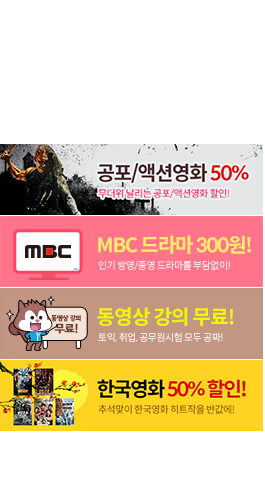 공포/액션영화 50%
무더위 날리는 공포/액션영화 할인!
MBC
MBC 드라마 300원!
인기 방영/종영 드라마를 부담없이!
동영상 강의
무료!
동영상 강의 무료!
토익, 취업, 공무원시험 모두 공짜!
한국영화 50% 할인!
추석맞이 한국영화 히트작을 반값에!